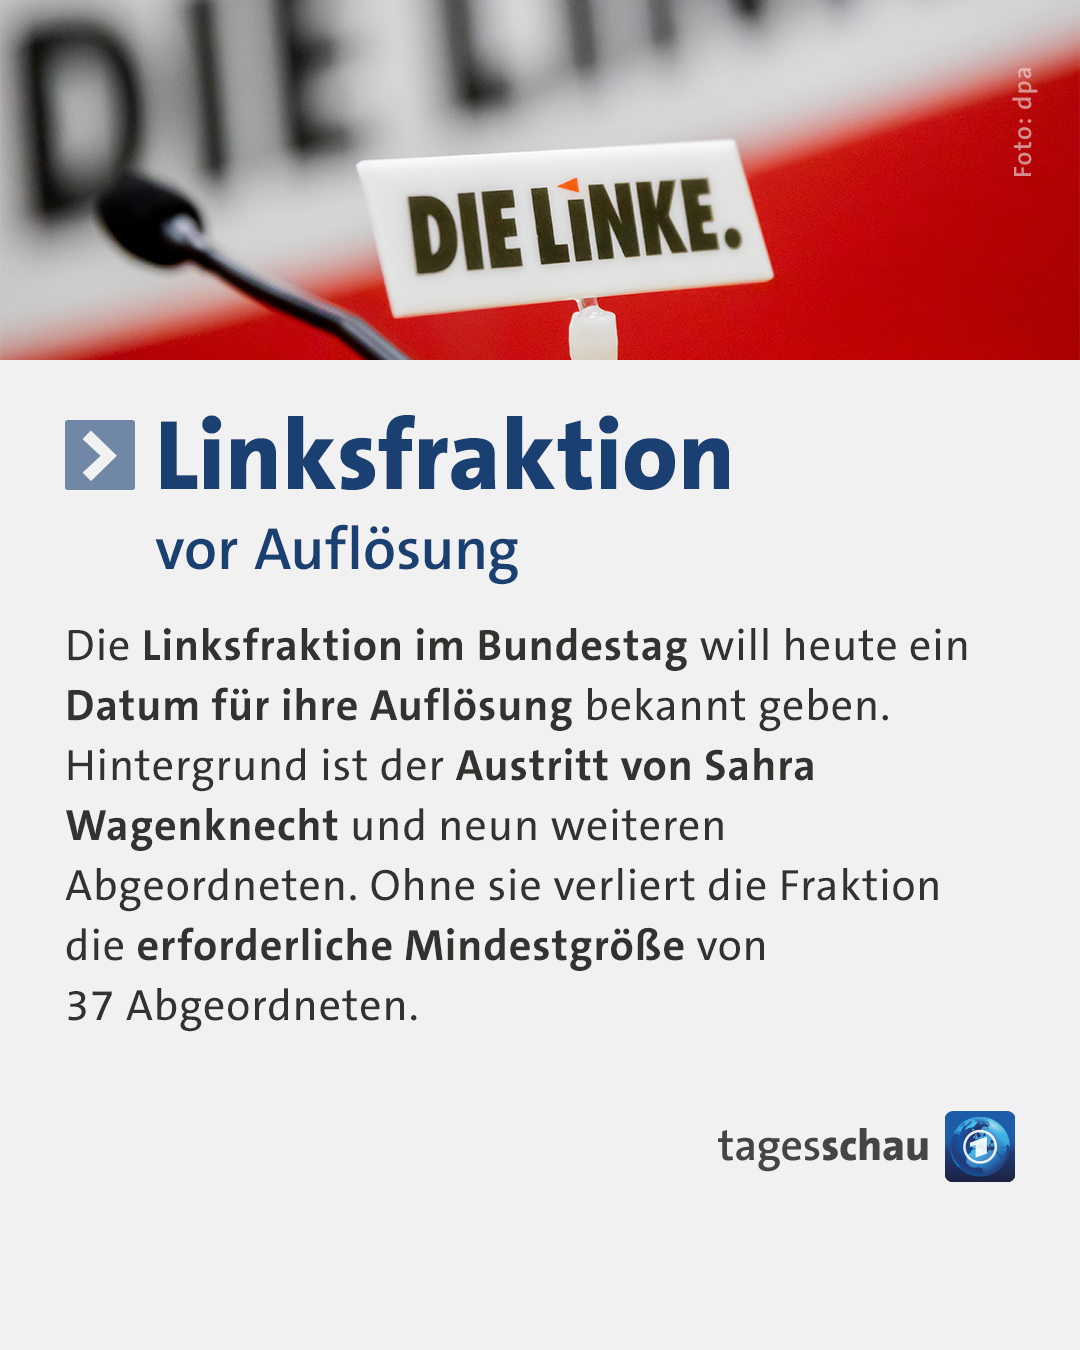 DIE LIN
Foto: dpa
DIE LINKE.
Linksfraktion
vor Auflösung
Die Linksfraktion im Bundestag will heute ein
Datum für ihre Auflösung bekannt geben.
Hintergrund ist der Austritt von Sahra
Wagenknecht und neun weiteren
Abgeordneten. Ohne sie verliert die Fraktion
die erforderliche Mindestgröße von
37 Abgeordneten.
tagesschau